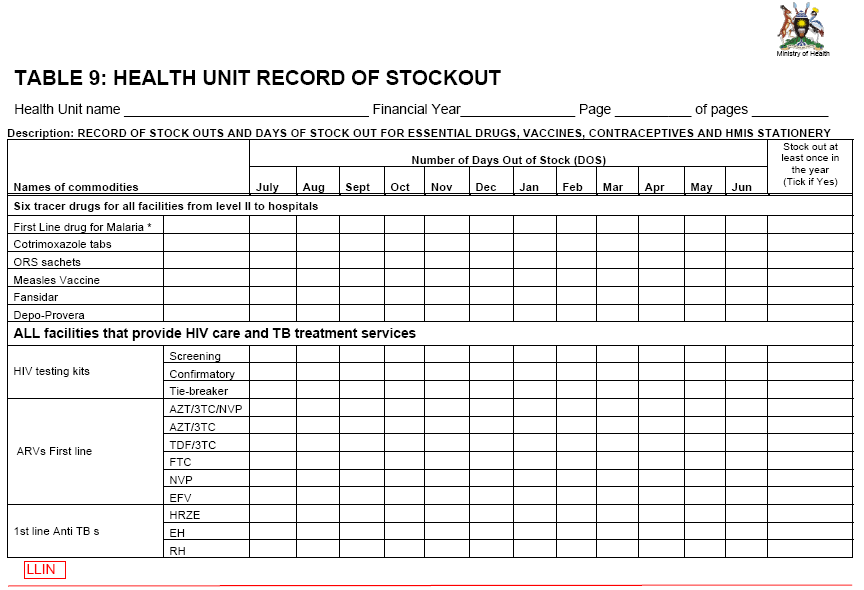 Ministry of Health
TABLE 9: HEALTH UNIT RECORD OF STOCKOUT
Health Unit name ________________ Financial Year________ Page ________ of pages ________
Description: RECORD OF STOCK OUTS AND DAYS OF STOCK OUT FOR ESSENTIAL DRUGS, VACCINES, CONTRACEPTIVES AND HMIS STATIONERY
Names of commodities
Number of Days Out of Stock (DOS)
July Aug Sept Oct Nov Dec Jan Feb Mar Apr May Jun
Stock out at
least once in
the year
(Tick if Yes)
Six tracer drugs for all facilities from level II to hospitals
First Line drug for Malaria *
Cotrimoxazole tabs
ORS sachets
Measles Vaccine
Fansidar
Depo-Provera
ALL facilities that provide HIV care and TB treatment services
HIV testing kits
Screening
Confirmatory
Tie-breaker
ARVs First line
AZT/3TC/NVP
AZT/3TC
TDF/3TC
FTC
NVP
EFV
1st line Anti TB s
HRZE
EH
RH
LLIN